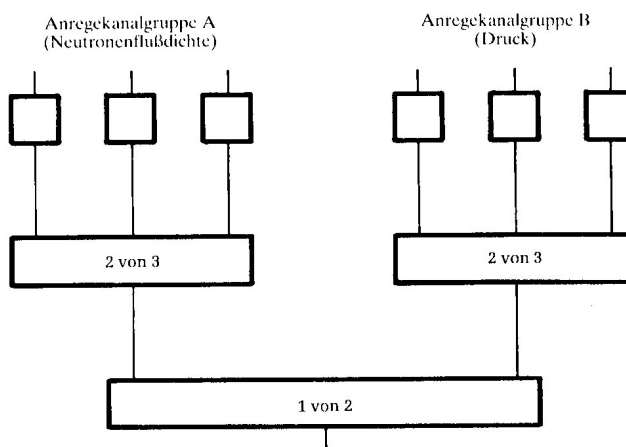 Anregekanalgruppe A
(Neutronenflußdichte)
Anregekanalgruppe B
(Druck)
2 von 3
2 von 3
1 von 2